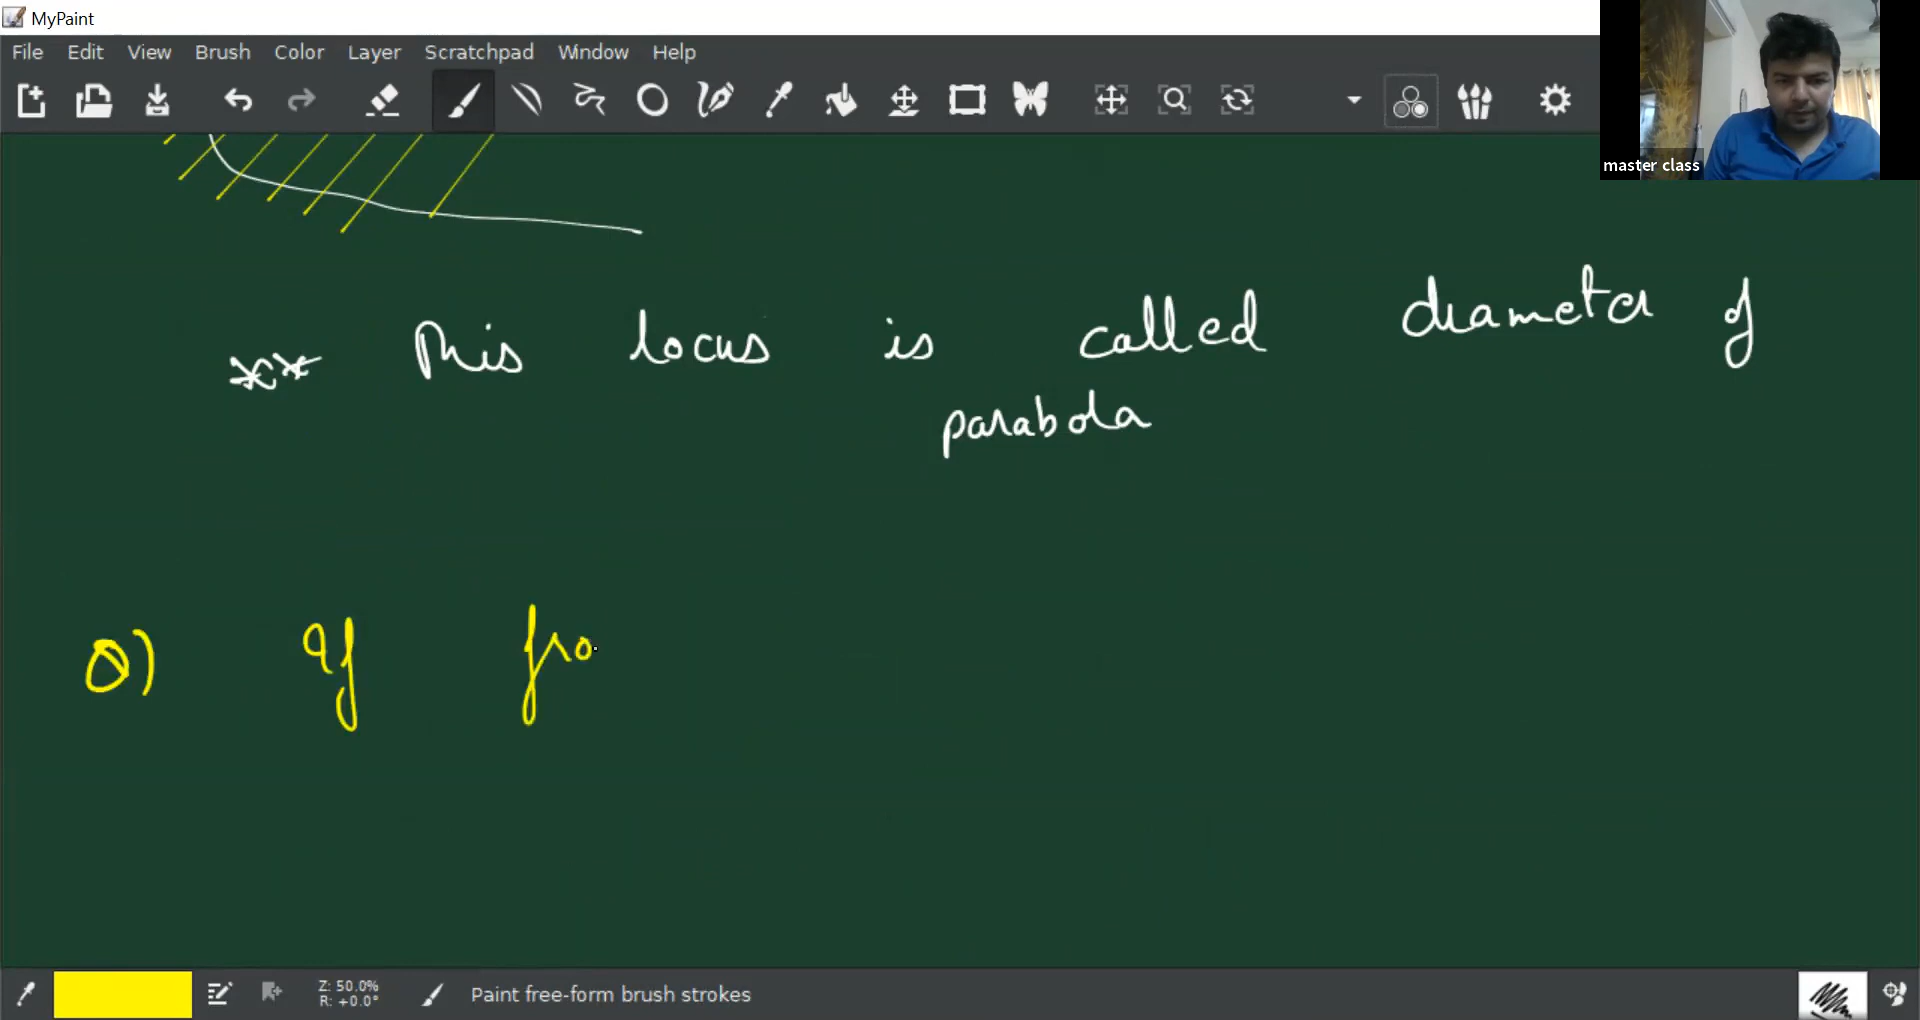 MyPaint
File Edit View Brush Color Layer Scratchpad Window Help
master class
** This locus is called diameter of
parabola
Q) If fro
Z: 50.0%
R: +0.0°
Paint free-form brush strokes